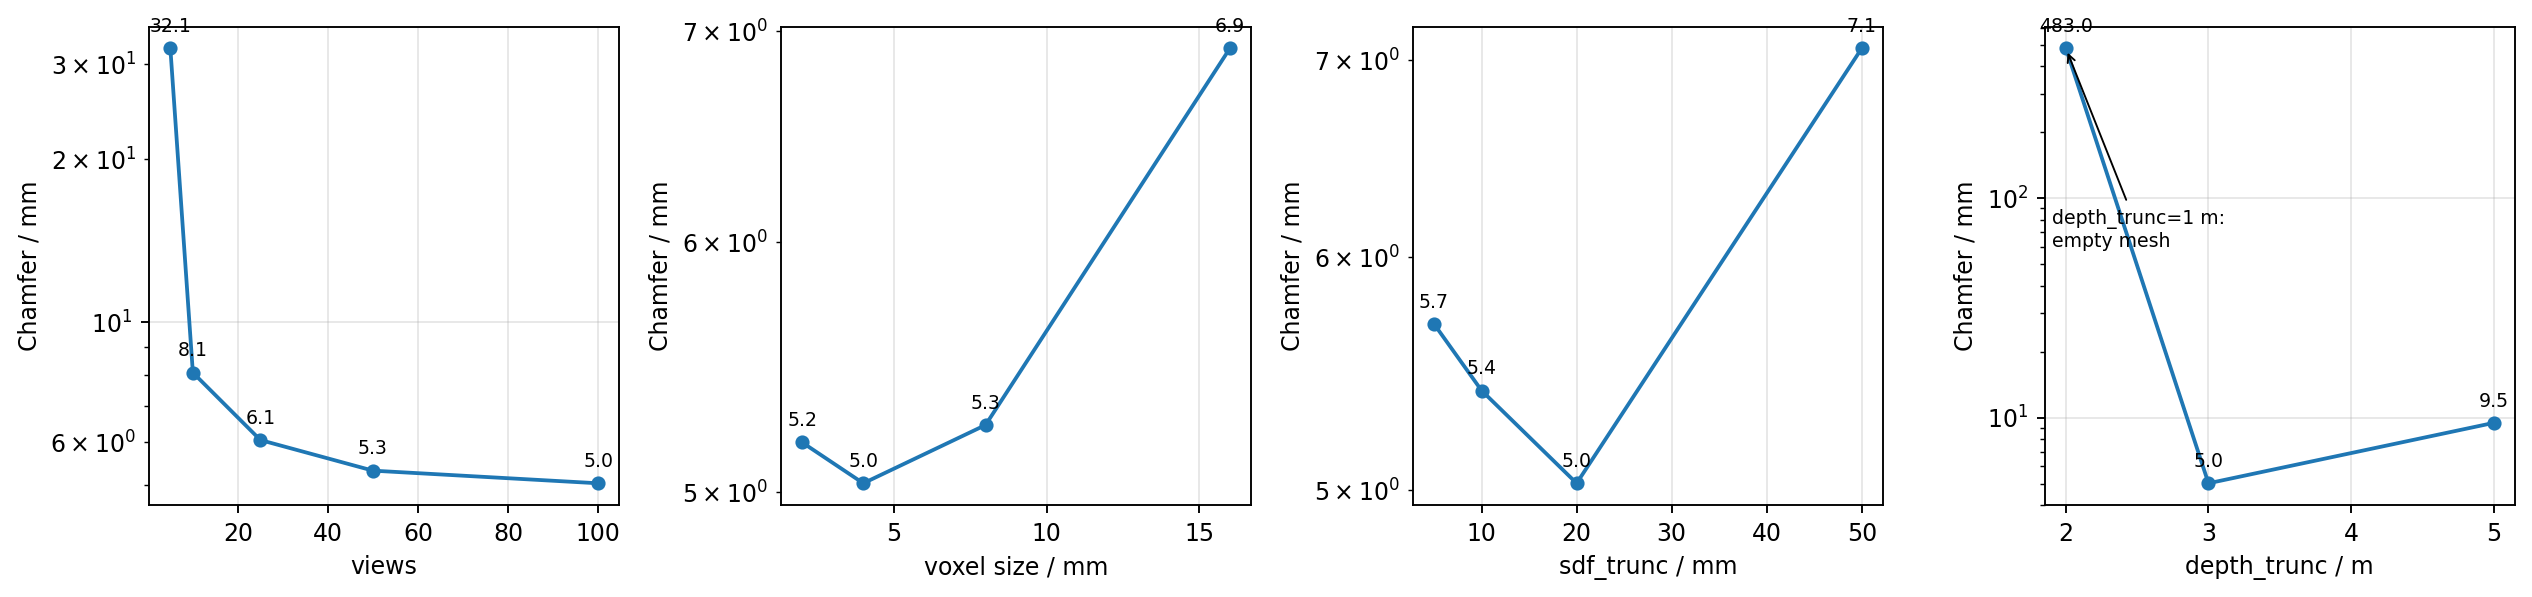 32.1
3 × 10¹
2 × 10¹
10¹
6 × 10⁰
8.1
6.1
5.3
5.0
20 40 60 80 100
views
Chamfer / mm
7 × 10⁰
6 × 10⁰
5 × 10⁰
5.2
5.0
5.3
6.9
5 10 15
voxel size / mm
Chamfer / mm
7 × 10⁰
6 × 10⁰
5 × 10⁰
5.7
5.4
5.0
7.1
10 20 30 40 50
sdf_trunc / mm
Chamfer / mm
483.0
10²
10¹
depth_trunc=1 m:
empty mesh
5.0
9.5
2 3 4 5
depth_trunc / m
Chamfer / mm